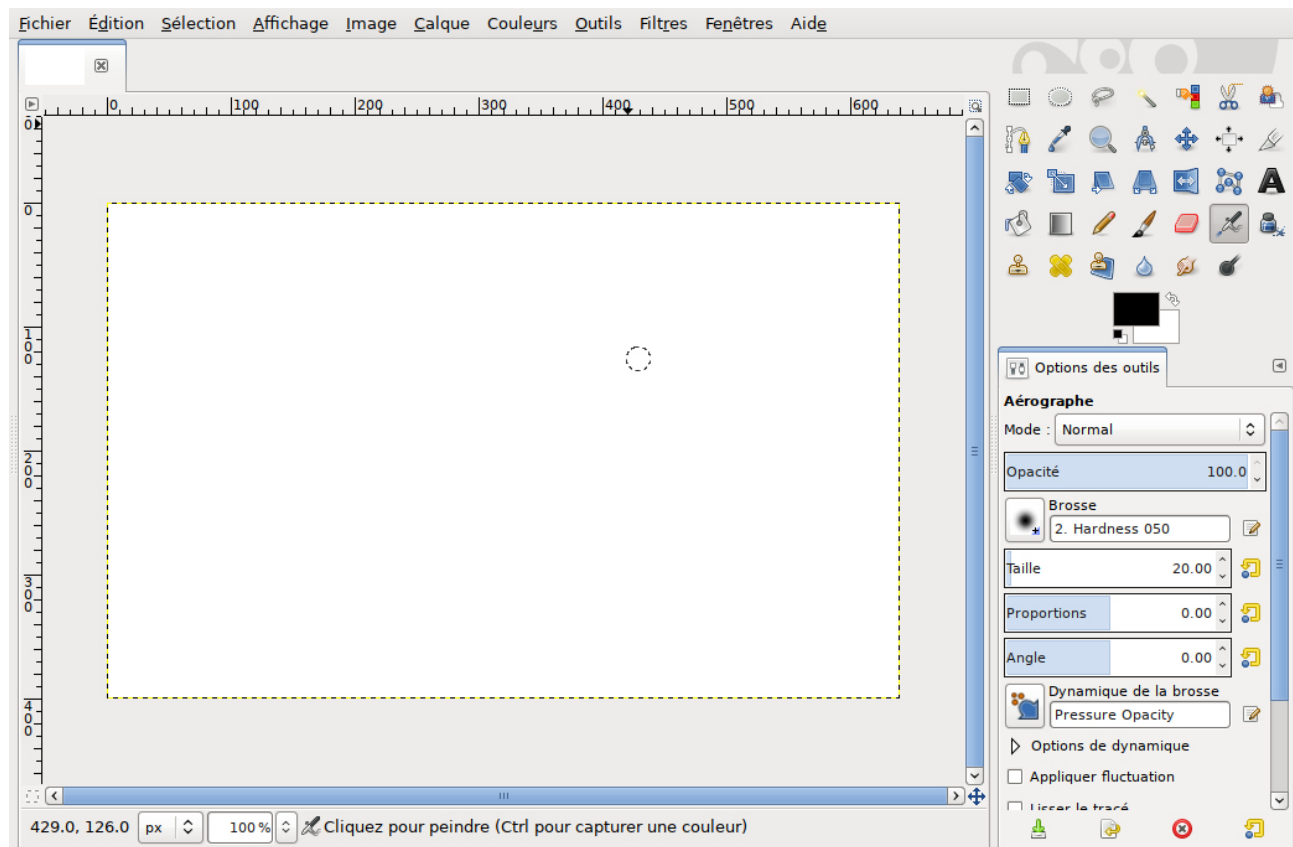 Fichier Édition Sélection Affichage Image Calque Couleurs Outils Filtres Fenêtres Aide
0 100 200 300 400 500 600
0
100
200
300
400
Options des outils
Aérographe
Mode : Normal
Opacité 100.0
Brosse
2. Hardness 050
Taille 20.00
Proportions 0.00
Angle 0.00
Dynamique de la brosse
Pressure Opacity
Options de dynamique
Appliquer fluctuation
Lisser le tracé
429.0, 126.0 px 100 % Cliquez pour peindre (Ctrl pour capturer une couleur)